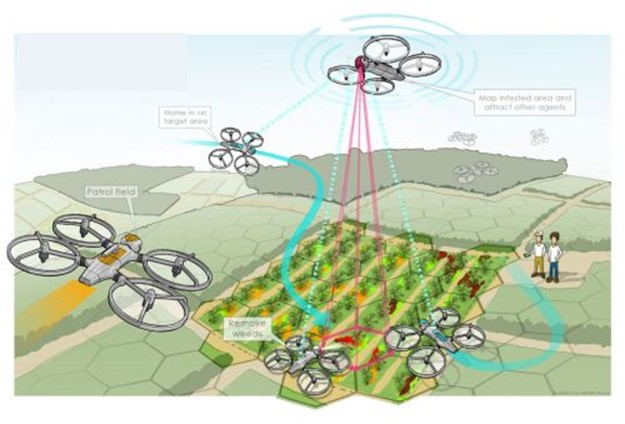 Map infested area and
attract other agents
Home in on
target area
Patrol field
Remove
weeds